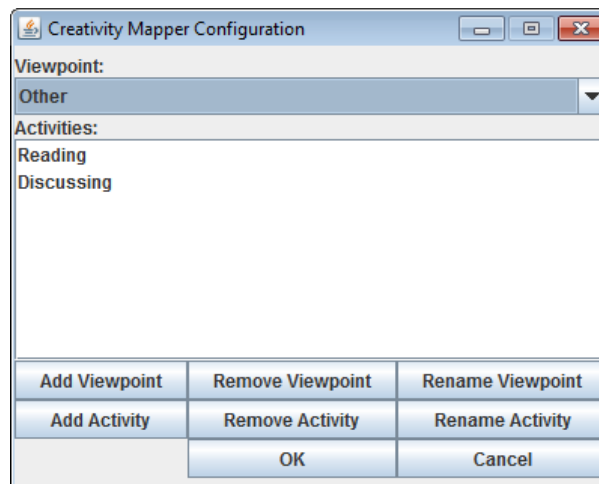 Creativity Mapper Configuration
Viewpoint:
Other
Activities:
Reading
Discussing
Add Viewpoint Remove Viewpoint Rename Viewpoint
Add Activity Remove Activity Rename Activity
OK Cancel